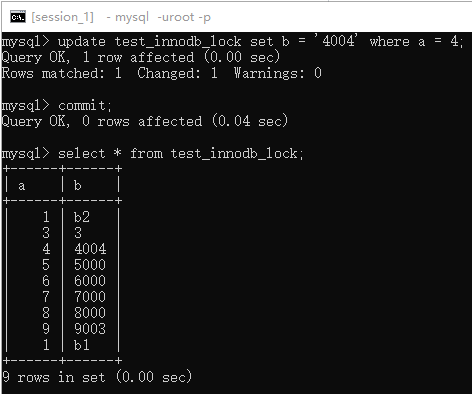 [session_1] - mysql -uroot -p
mysql> update test_innodb_lock set b = '4004' where a = 4;
Query OK, 1 row affected (0.00 sec)
Rows matched: 1  Changed: 1  Warnings: 0
mysql> commit;
Query OK, 0 rows affected (0.04 sec)
mysql> select * from test_innodb_lock;
+------+------+
| a    | b    |
+------+------+
|    1 | b2   |
|    3 | 3    |
|    4 | 4004 |
|    5 | 5000 |
|    6 | 6000 |
|    7 | 7000 |
|    8 | 8000 |
|    9 | 9003 |
|    1 | b1   |
+------+------+
9 rows in set (0.00 sec)